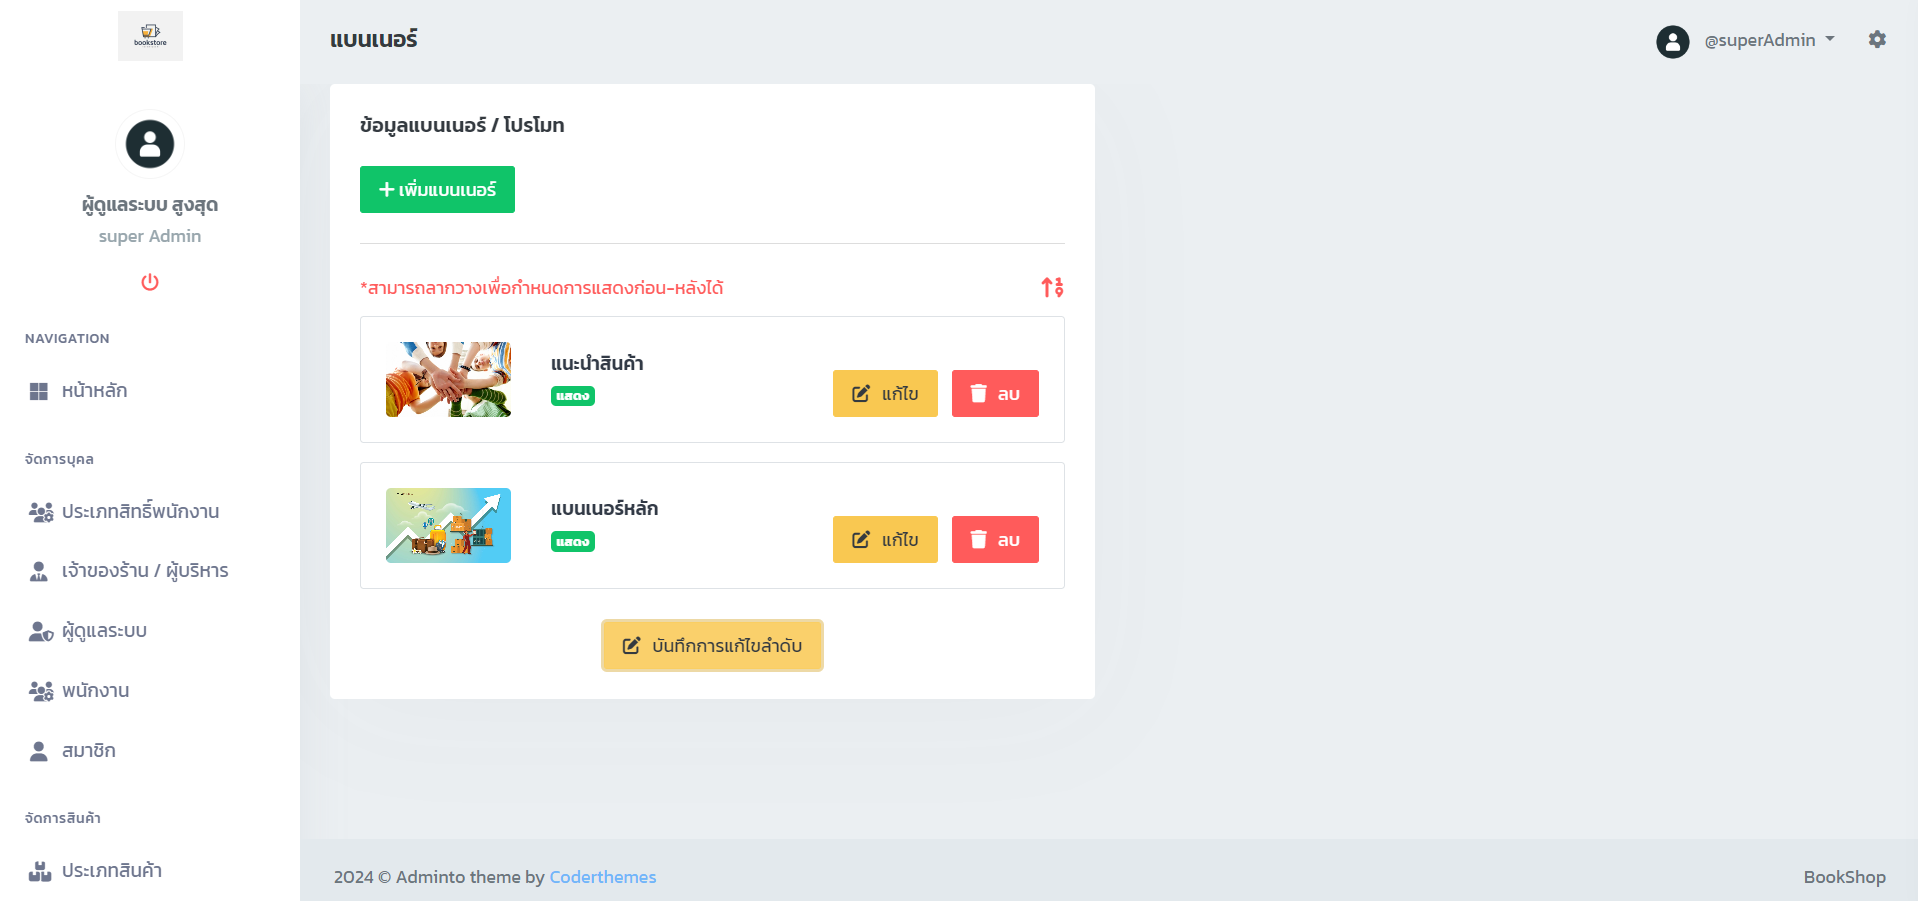 bookstore
แบนเนอร์
@superAdmin
ผู้ดูแลระบบ สูงสุด
super Admin
NAVIGATION
หน้าหลัก
จัดการบุคล
ประเภทสิทธิ์พนักงาน
เจ้าของร้าน / ผู้บริหาร
ผู้ดูแลระบบ
พนักงาน
สมาชิก
จัดการสินค้า
ประเภทสินค้า
ข้อมูลแบนเนอร์ / โปรโมท
เพิ่มแบนเนอร์
*สามารถลากวางเพื่อกำหนดการแสดงก่อน-หลังได้
แนะนำสินค้า
แสดง
แก้ไข
ลบ
แบนเนอร์หลัก
แสดง
แก้ไข
ลบ
บันทึกการแก้ไขลำดับ
2024 © Adminto theme by Coderthemes
BookShop